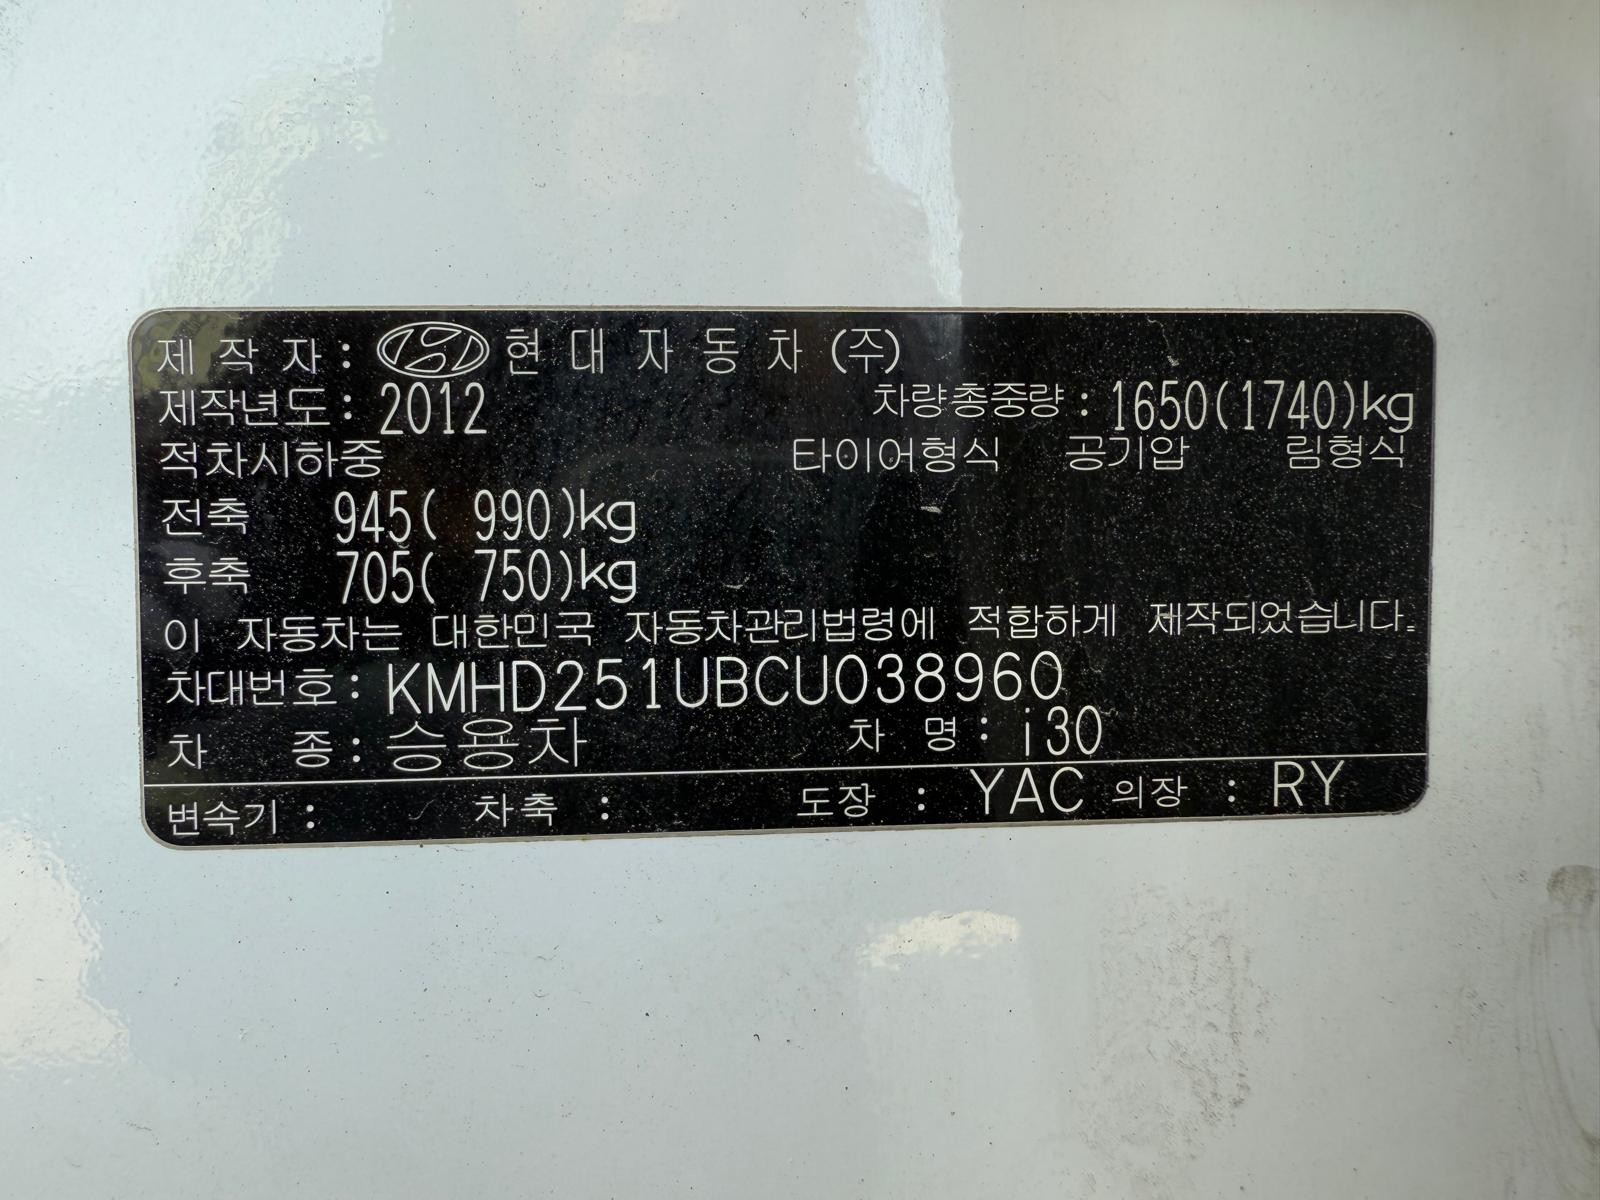 제 작 자 : 현 대 자 동 차 (주)
제작년도 : 2012 차량총중량 : 1650(1740)kg
적차시하중 타이어형식 공기압 림형식
전축 945( 990)kg
후축 705( 750)kg
이 자동차는 대한민국 자동차관리법령에 적합하게 제작되었습니다.
차대번호 : KMHD251UBCU038960
차 종 : 승용차 차 명 : i30
변속기 : 차축 : 도장 : YAC 의장 : RY